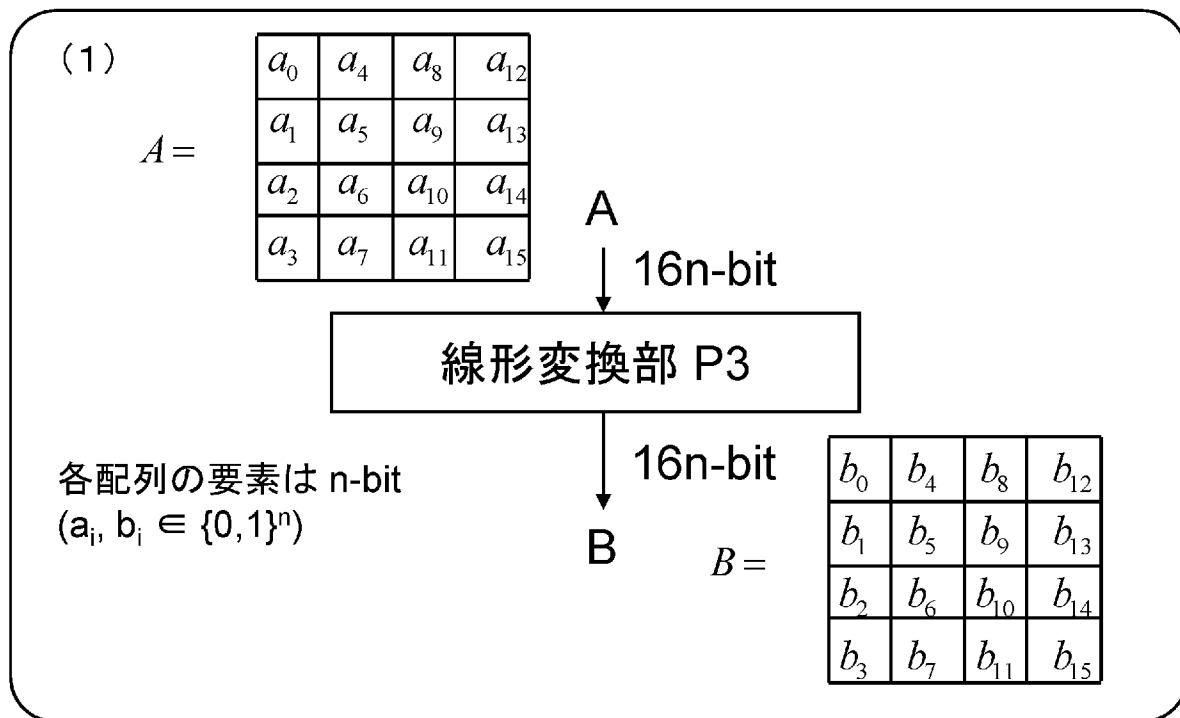 (1)
A =
a₀ a₄ a₈ a₁₂
a₁ a₅ a₉ a₁₃
a₂ a₆ a₁₀ a₁₄
a₃ a₇ a₁₁ a₁₅
A
16n-bit
線形変換部 P3
16n-bit
B
各配列の要素は n-bit
(aᵢ, bᵢ ∈ {0,1}ⁿ)
B =
b₀ b₄ b₈ b₁₂
b₁ b₅ b₉ b₁₃
b₂ b₆ b₁₀ b₁₄
b₃ b₇ b₁₁ b₁₅